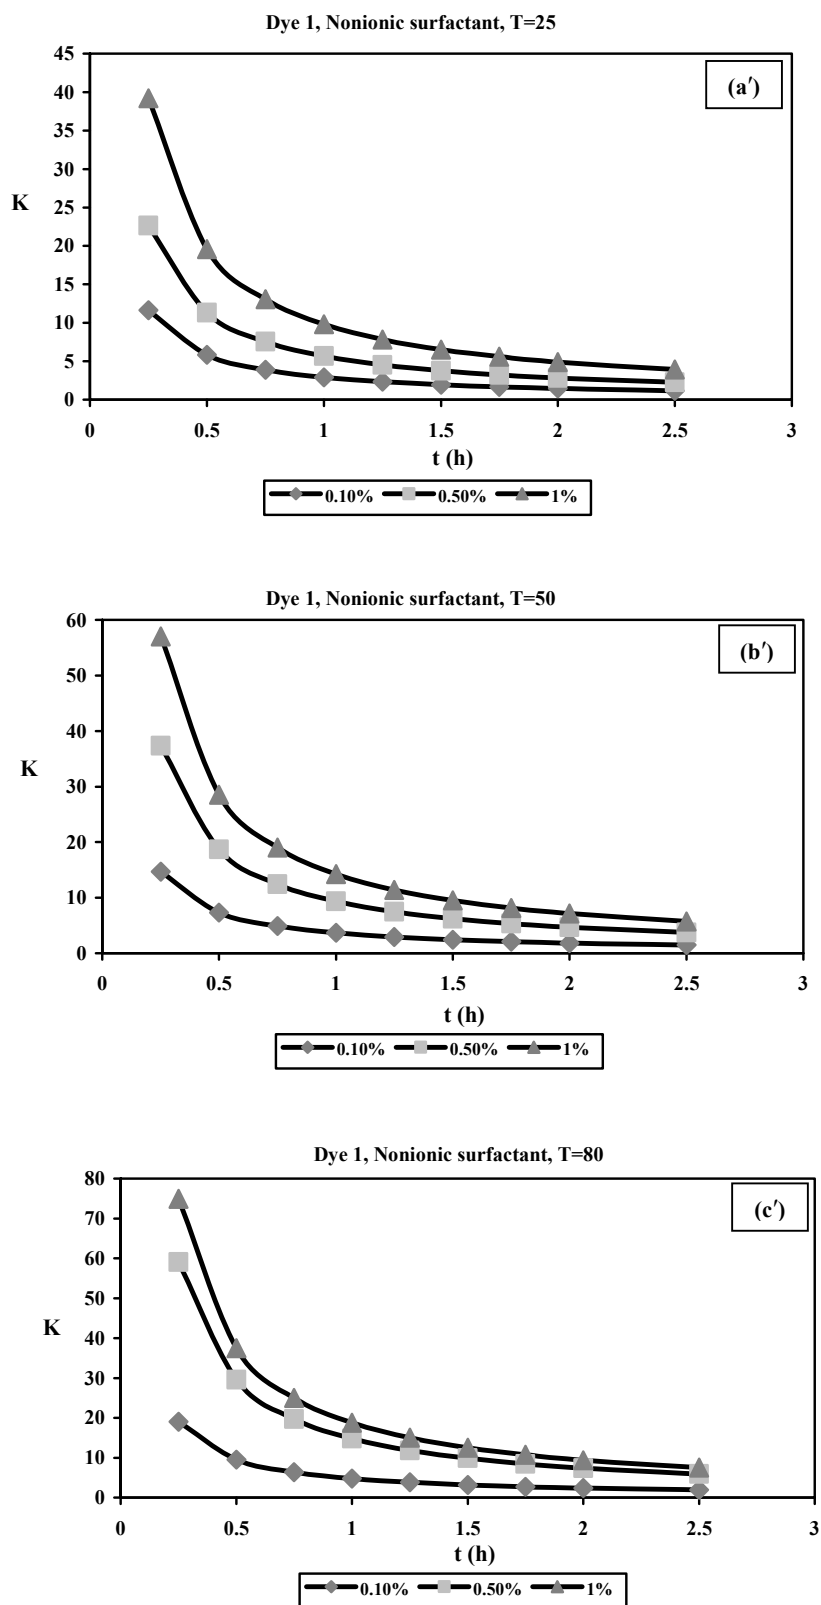 Dye 1, Nonionic surfactant, T=25
45
(a′)
40
35
30
K
25
20
15
10
5
0
0 0.5 1 1.5 2 2.5 3
t (h)
0.10% 0.50% 1%
Dye 1, Nonionic surfactant, T=50
60
(b′)
50
40
K
30
20
10
0
0 0.5 1 1.5 2 2.5 3
t (h)
0.10% 0.50% 1%
Dye 1, Nonionic surfactant, T=80
80
(c′)
70
60
50
K
40
30
20
10
0
0 0.5 1 1.5 2 2.5 3
t (h)
0.10% 0.50% 1%